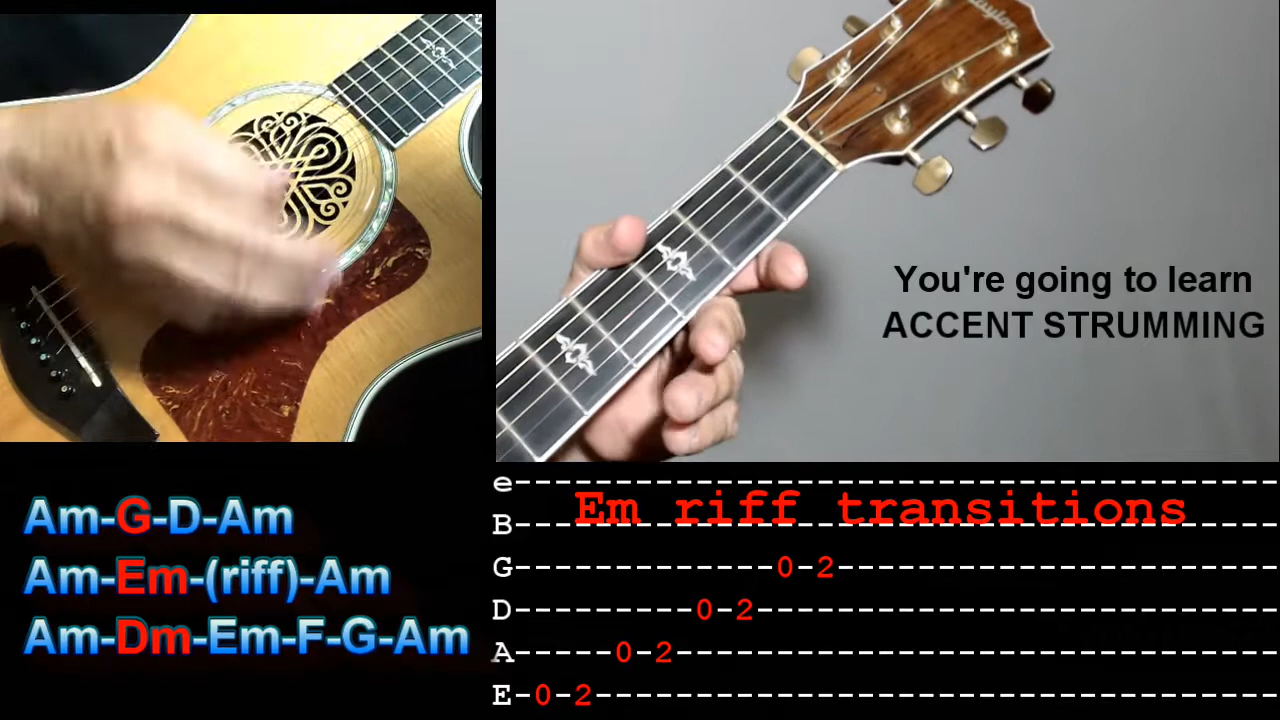 Taylor
You're going to learn
ACCENT STRUMMING
Am-G-D-Am
Am-Em-(riff)-Am
Am-Dm-Em-F-G-Am
Em riff transitions
e-----------------------------------------
B-----------------------------------------
G-------------0-2-------------------------
D---------0-2-----------------------------
A-----0-2---------------------------------
E-0-2-------------------------------------